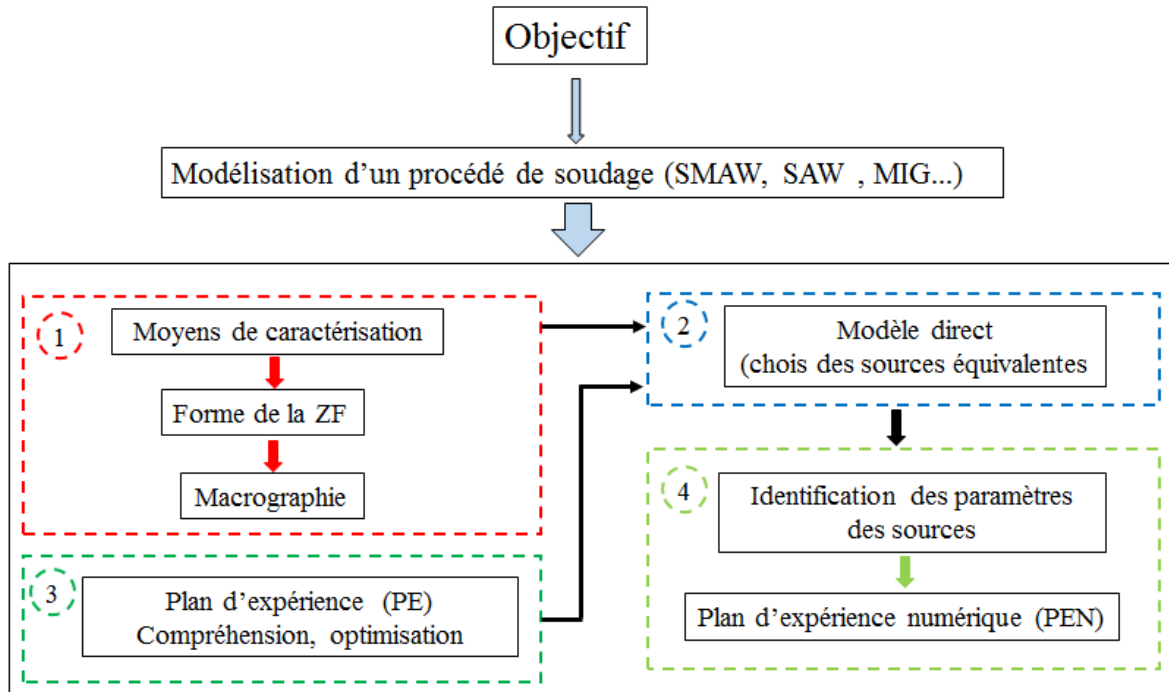 Objectif
Modélisation d'un procédé de soudage (SMAW, SAW , MIG...)
1
Moyens de caractérisation
Forme de la ZF
Macrographie
2
Modèle direct
(chois des sources équivalentes
3
Plan d'expérience (PE)
Compréhension, optimisation
4
Identification des paramètres
des sources
Plan d'expérience numérique (PEN)